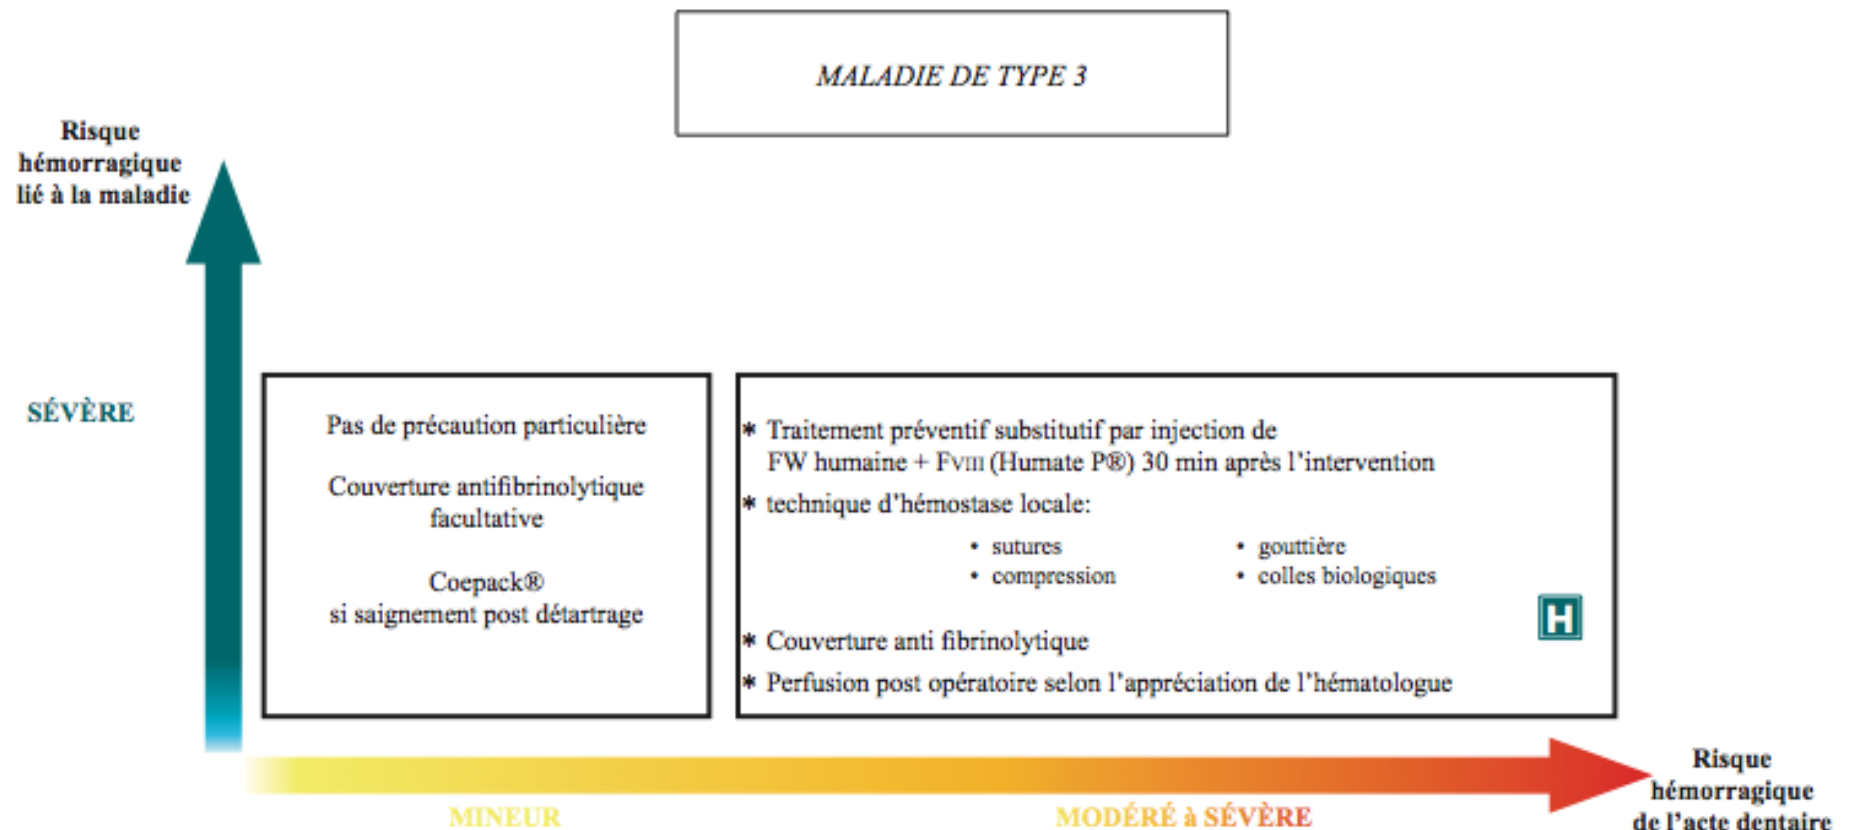 MALADIE DE TYPE 3
Risque
hémorragique
lié à la maladie
SÉVÈRE
Pas de précaution particulière
Couverture antifibrinolytique
facultative
Coepack®
si saignement post détartrage
* Traitement préventif substitutif par injection de
FW humaine + FVIII (Humate P®) 30 min après l'intervention
* technique d'hémostase locale:
• sutures • gouttière
• compression • colles biologiques
H
* Couverture anti fibrinolytique
* Perfusion post opératoire selon l'appréciation de l'hématologue
MINEUR
MODÉRÉ à SÉVÈRE
Risque
hémorragique
de l'acte dentaire